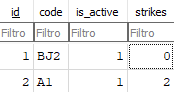 id code is_active strikes
Filtro Filtro Filtro Filtro
1 BJ2 1 0
2 A1 1 2